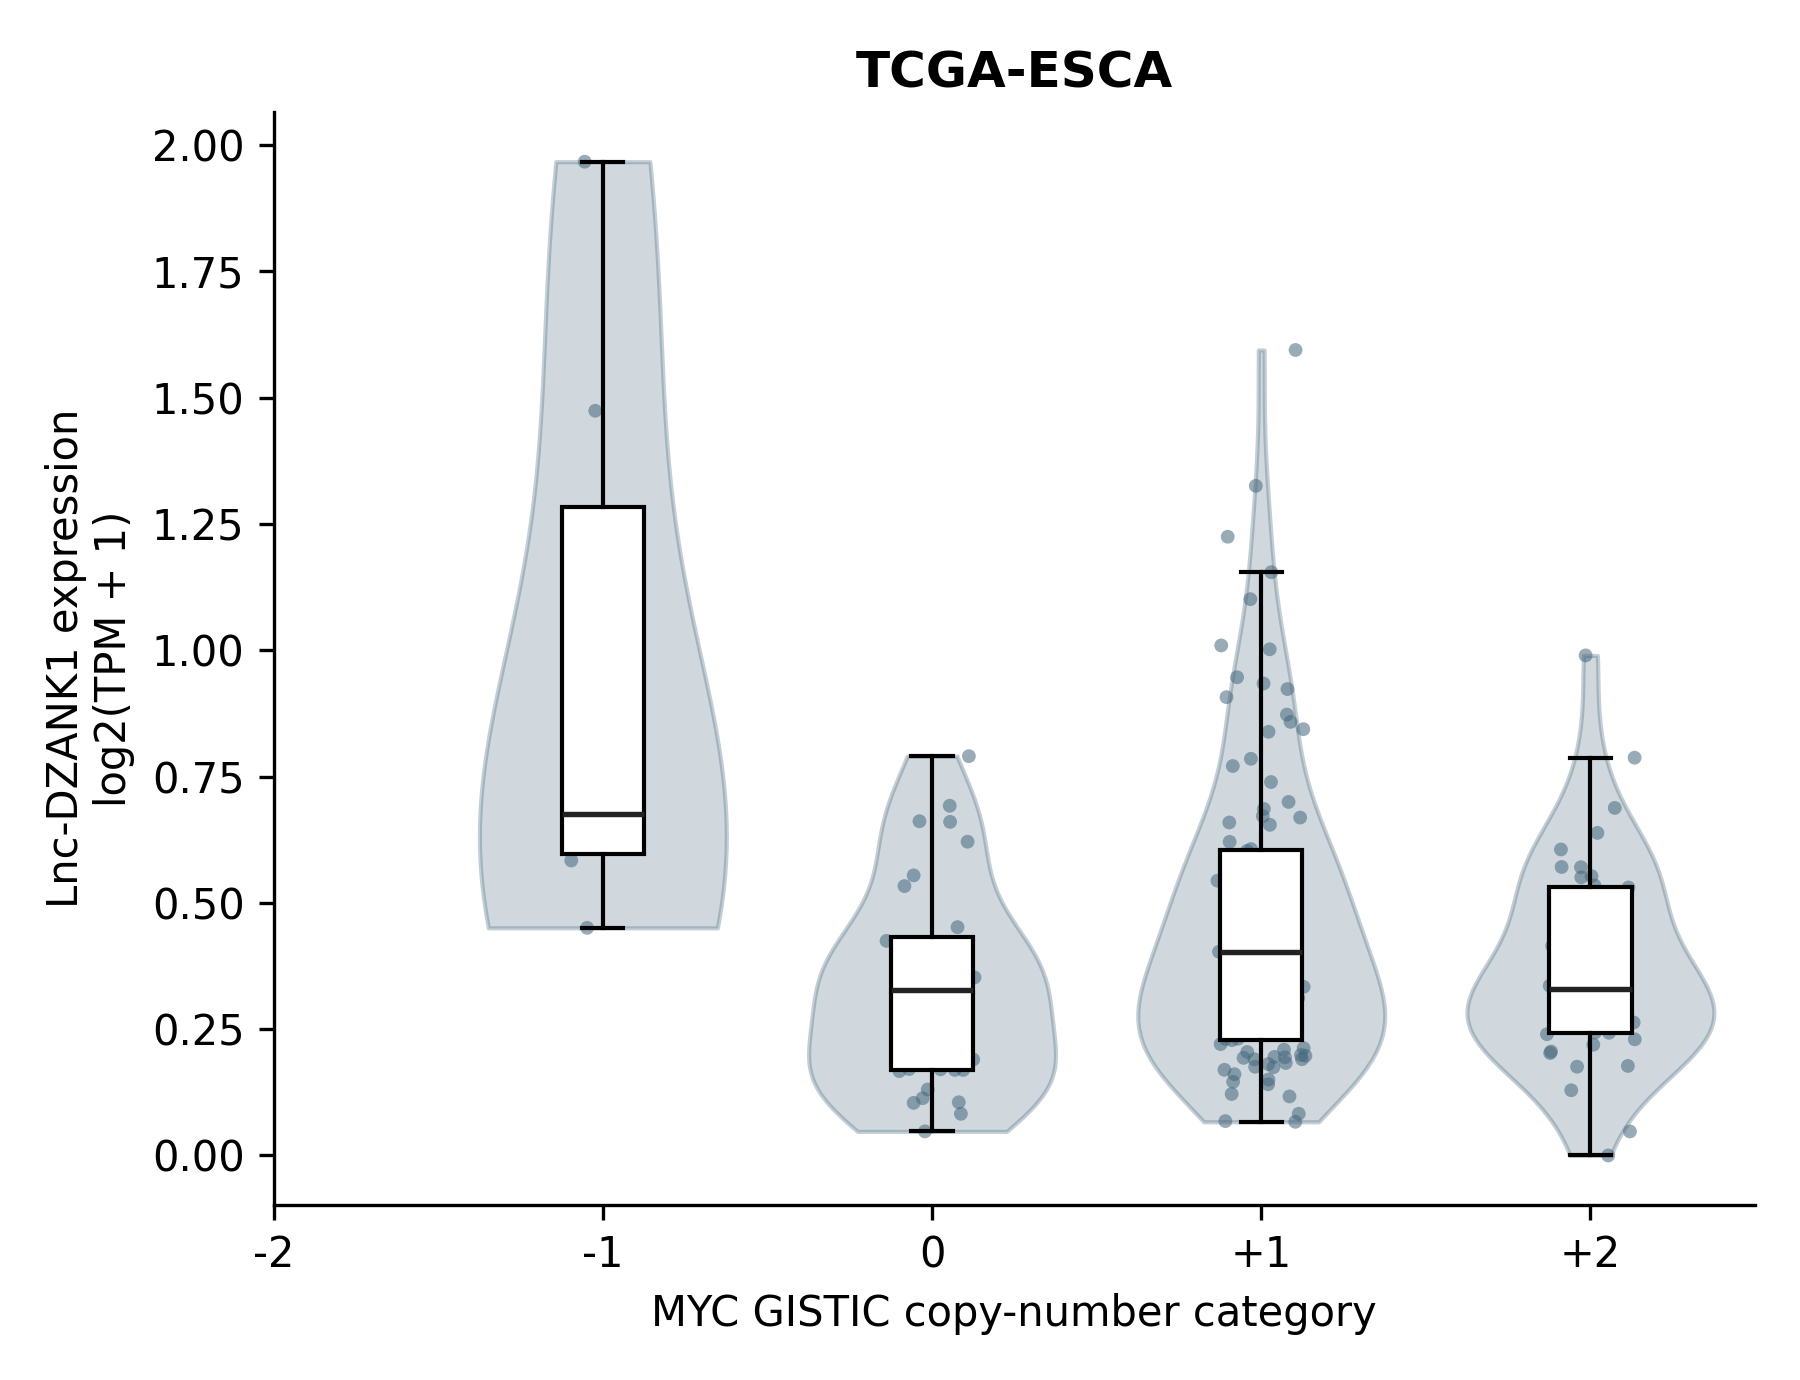 TCGA-ESCA
Lnc-DZANK1 expression
log2(TPM + 1)
2.00
1.75
1.50
1.25
1.00
0.75
0.50
0.25
0.00
-2 -1 0 +1 +2
MYC GISTIC copy-number category